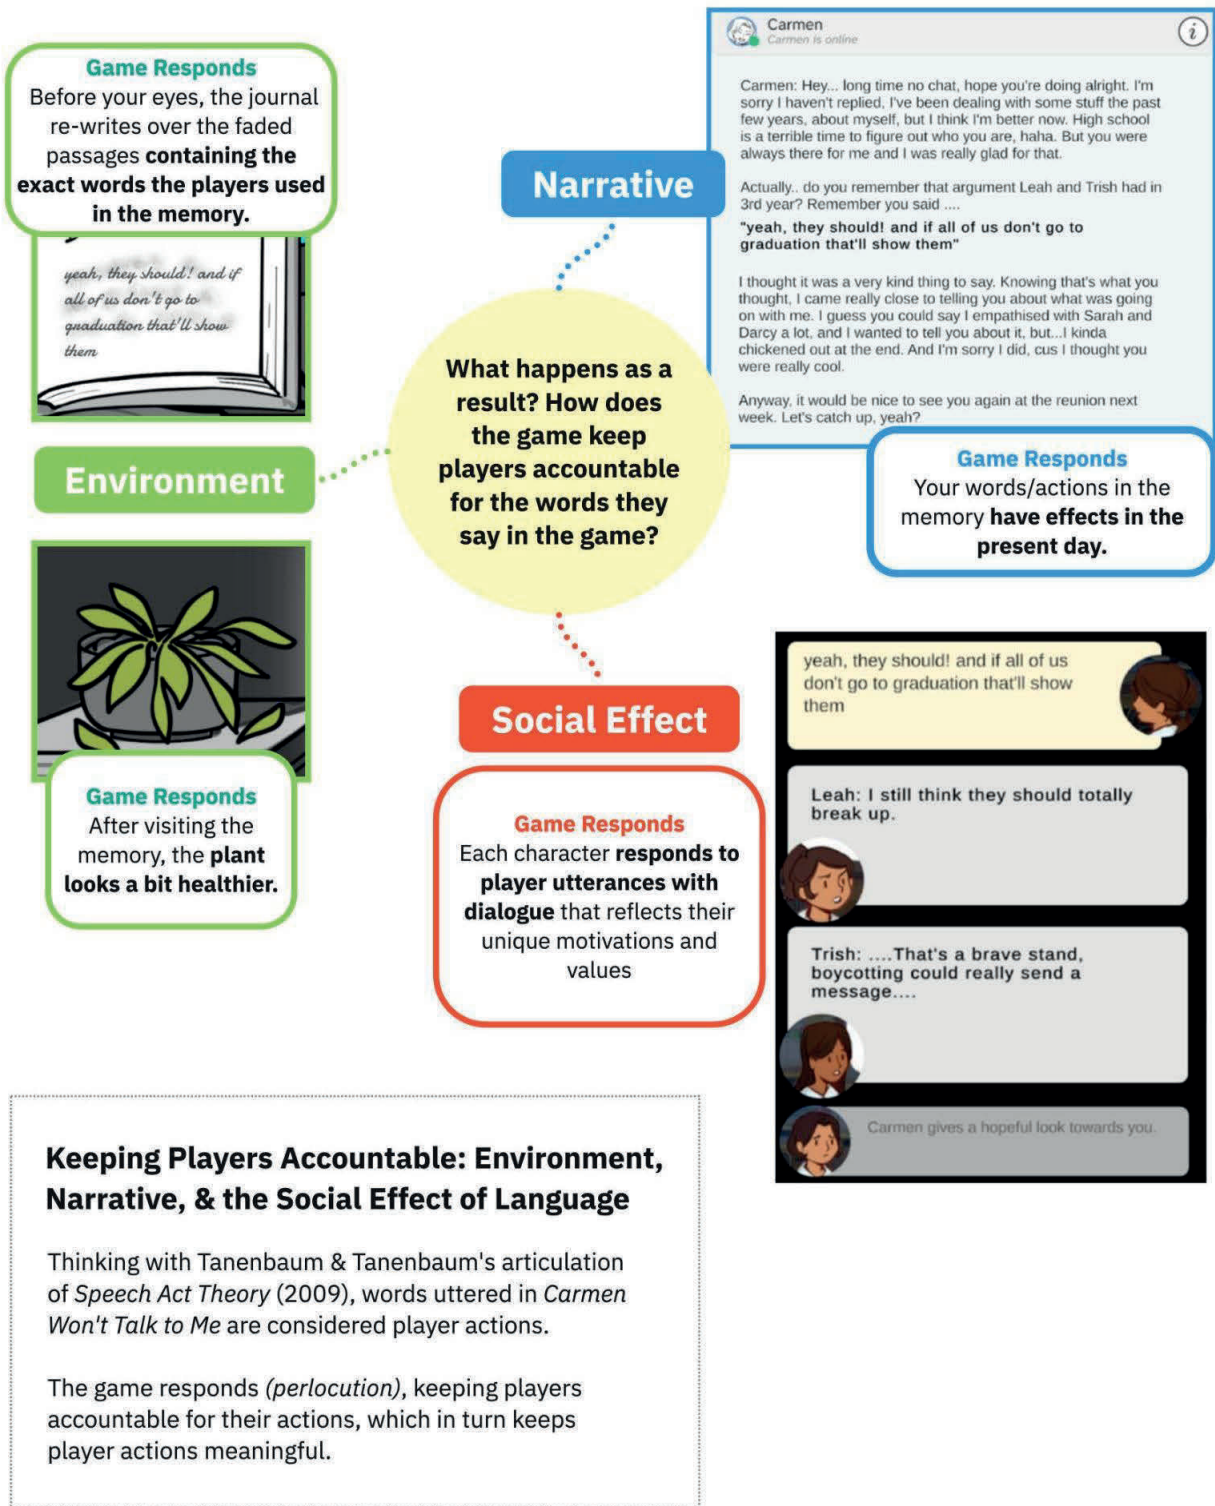 Game Responds
Before your eyes, the journal
re-writes over the faded
passages containing the
exact words the players used
in the memory.
yeah, they should! and if
all of us don't go to
graduation that'll show
them
Environment
Game Responds
After visiting the
memory, the plant
looks a bit healthier.
What happens as a
result? How does
the game keep
players accountable
for the words they
say in the game?
Narrative
Carmen
Carmen is online
i
Carmen: Hey... long time no chat, hope you're doing alright. I'm
sorry I haven't replied, I've been dealing with some stuff the past
few years, about myself, but I think I'm better now. High school
is a terrible time to figure out who you are, haha. But you were
always there for me and I was really glad for that.
Actually.. do you remember that argument Leah and Trish had in
3rd year? Remember you said ....
"yeah, they should! and if all of us don't go to
graduation that'll show them"
I thought it was a very kind thing to say. Knowing that's what you
thought, I came really close to telling you about what was going
on with me. I guess you could say I empathised with Sarah and
Darcy a lot, and I wanted to tell you about it, but...I kinda
chickened out at the end. And I'm sorry I did, cus I thought you
were really cool.
Anyway, it would be nice to see you again at the reunion next
week. Let's catch up, yeah?
Game Responds
Your words/actions in the
memory have effects in the
present day.
Social Effect
Game Responds
Each character responds to
player utterances with
dialogue that reflects their
unique motivations and
values
yeah, they should! and if all of us
don't go to graduation that'll show
them
Leah: I still think they should totally
break up.
Trish: ....That's a brave stand,
boycotting could really send a
message....
Carmen gives a hopeful look towards you.
Keeping Players Accountable: Environment,
Narrative, & the Social Effect of Language
Thinking with Tanenbaum & Tanenbaum's articulation
of Speech Act Theory (2009), words uttered in Carmen
Won't Talk to Me are considered player actions.
The game responds (perlocution), keeping players
accountable for their actions, which in turn keeps
player actions meaningful.